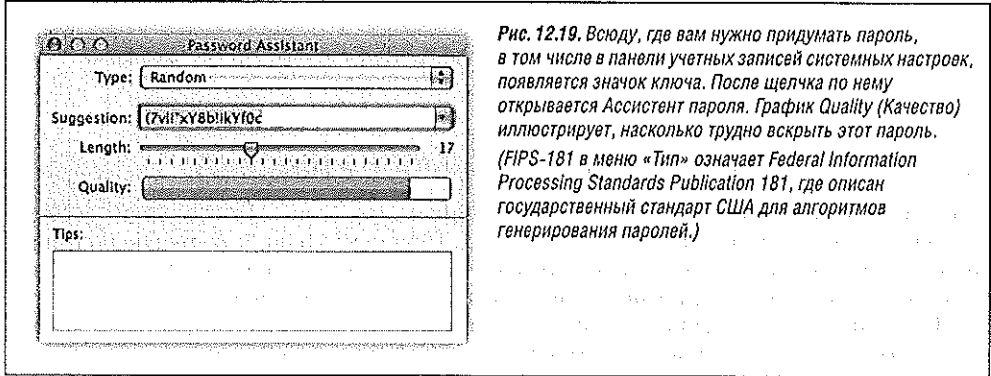 Password Assistant
Type: Random
Suggestion:
Length: 17
Quality:
Tips:
Рис. 12.19. Всюду, где вам нужно придумать пароль,
в том числе в панели учетных записей системных настроек,
появляется значок ключа. После щелчка по нему
открывается Ассистент пароля. График Quality (Качество)
иллюстрирует, насколько трудно вскрыть этот пароль.
(FIPS-181 в меню «Тип» означает Federal Information
Processing Standards Publication 181, где описан
государственный стандарт США для алгоритмов
генерирования паролей.)